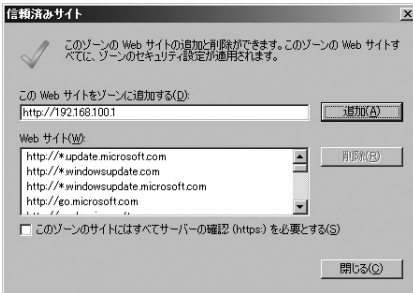 信頼済みサイト
このゾーンの Web サイトの追加と削除ができます。このゾーンの Web サイトす
べてに、ゾーンのセキュリティ設定が適用されます。
この Web サイトをゾーンに追加する(D):
http://192.168.100.1
追加(A)
Web サイト(W):
http://*.update.microsoft.com
http://*.windowsupdate.com
http://*.windowsupdate.microsoft.com
http://go.microsoft.com
削除(R)
このゾーンのサイトにはすべてサーバーの確認 (https:) を必要とする(S)
閉じる(C)